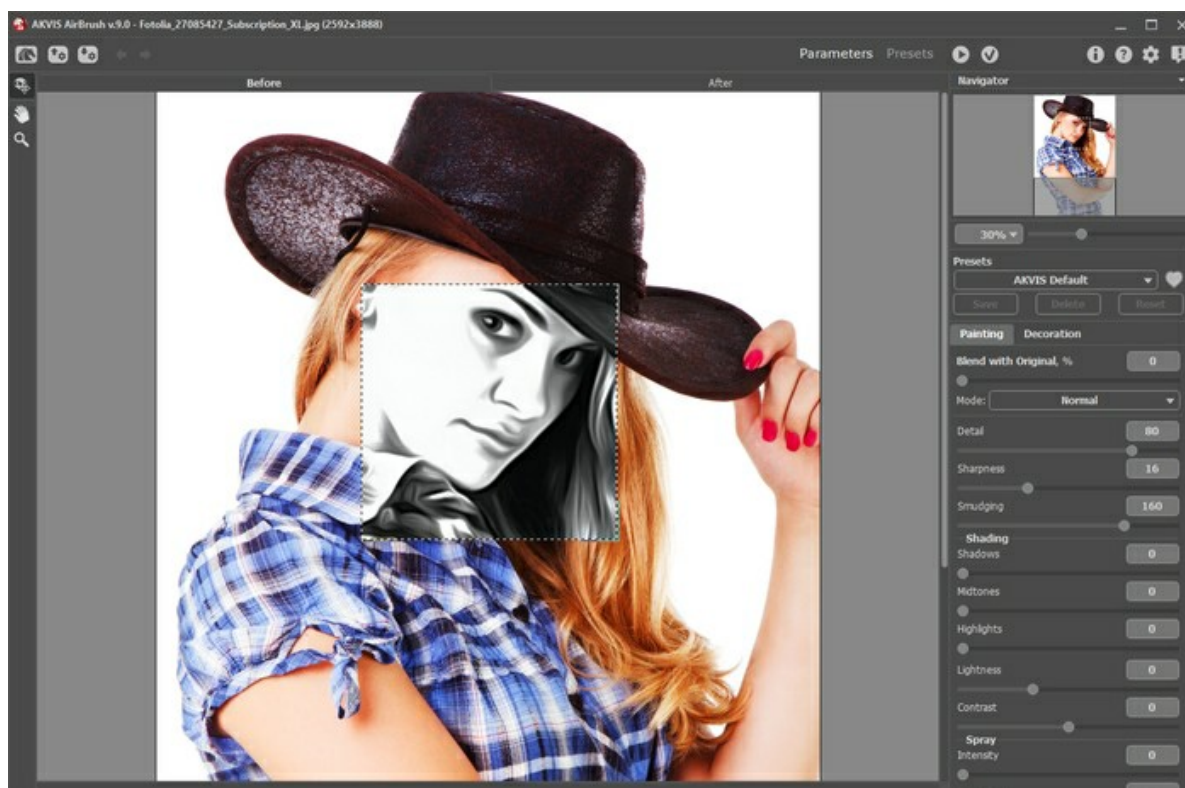 AKVIS AirBrush v.9.0 - Fotolia_27085427_Subscription_XL.jpg (2592x3888)
Parameters Presets
Before After
Navigator
30%
Presets
AKVIS Default
Save Delete Reset
Painting Decoration
Blend with Original, % 0
Mode: Normal
Detail 80
Sharpness 16
Smudging 160
Shading
Shadows 0
Midtones 0
Highlights 0
Lightness 0
Contrast 0
Spray
Intensity 0